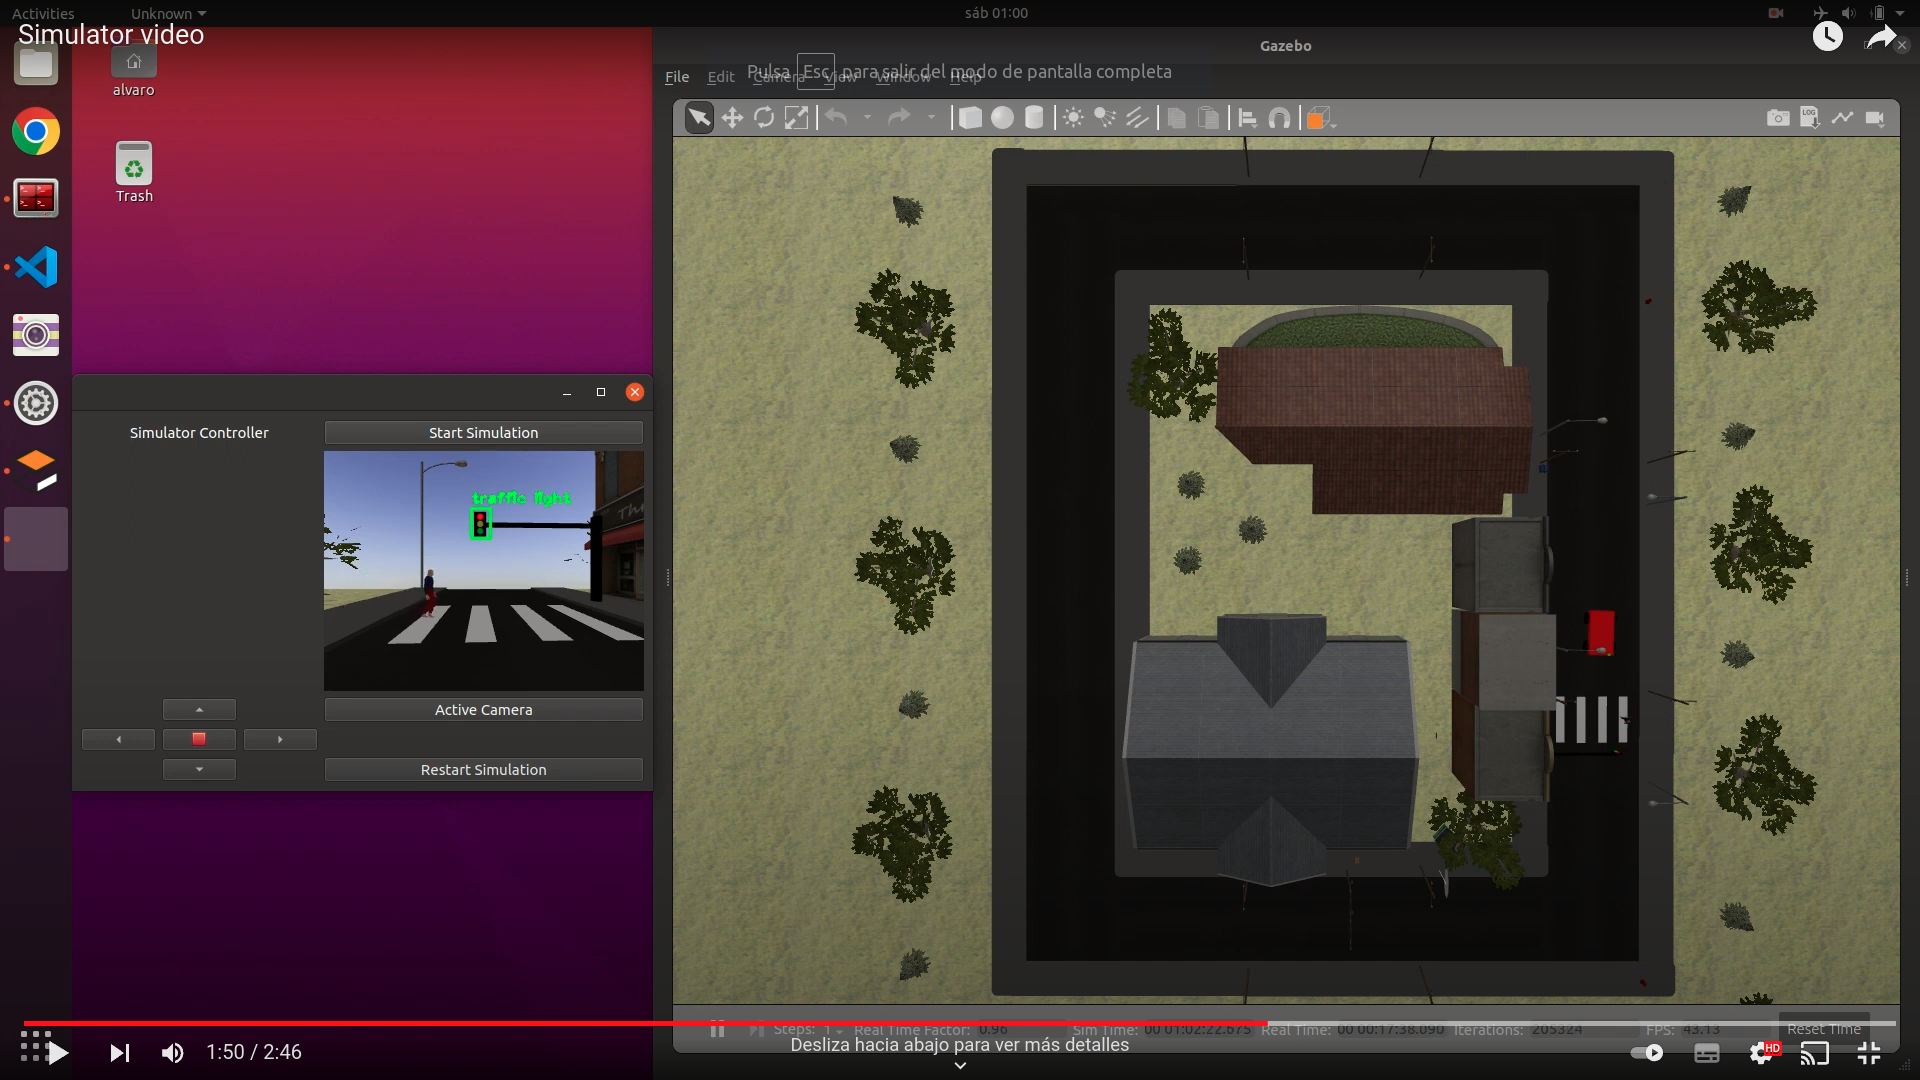 Activities
Unknown
sáb 01:00
Simulator video
Gazebo
Pulsa Esc para salir del modo de pantalla completa
File Edit Camera View Window Help
alvaro
LOG
Trash
Simulator Controller
Start Simulation
traffic light
Active Camera
Restart Simulation
Steps: 1 Real Time Factor: 0.96 Sim Time: 00 01:02:22.675 Real Time: 00 00:17:38.090 Iterations: 205324 FPS: 43.13 Reset Time
Desliza hacia abajo para ver más detalles
1:50 / 2:46
HD